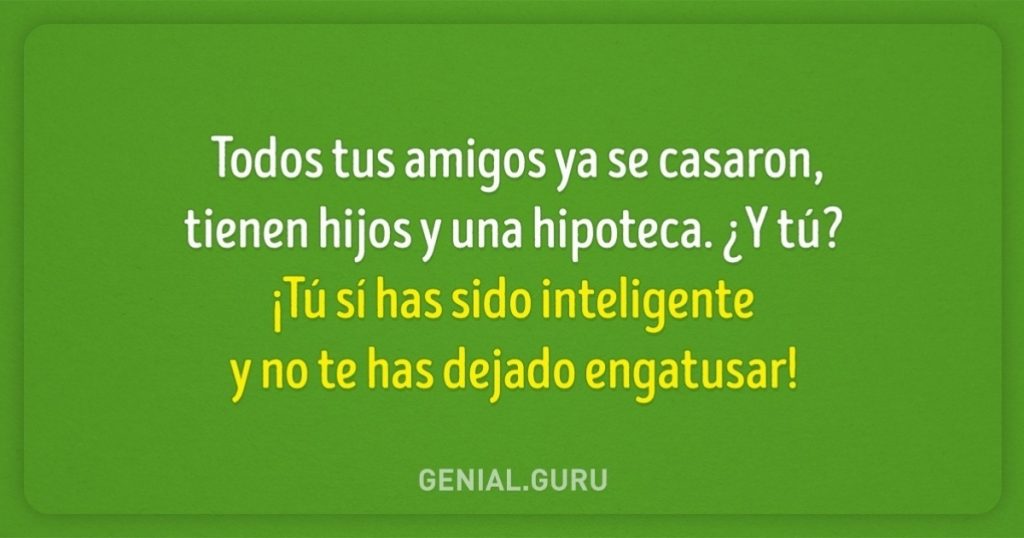 Todos tus amigos ya se casaron,
tienen hijos y una hipoteca. ¿Y tú?
¡Tú sí has sido inteligente
y no te has dejado engatusar!
GENIAL.GURU